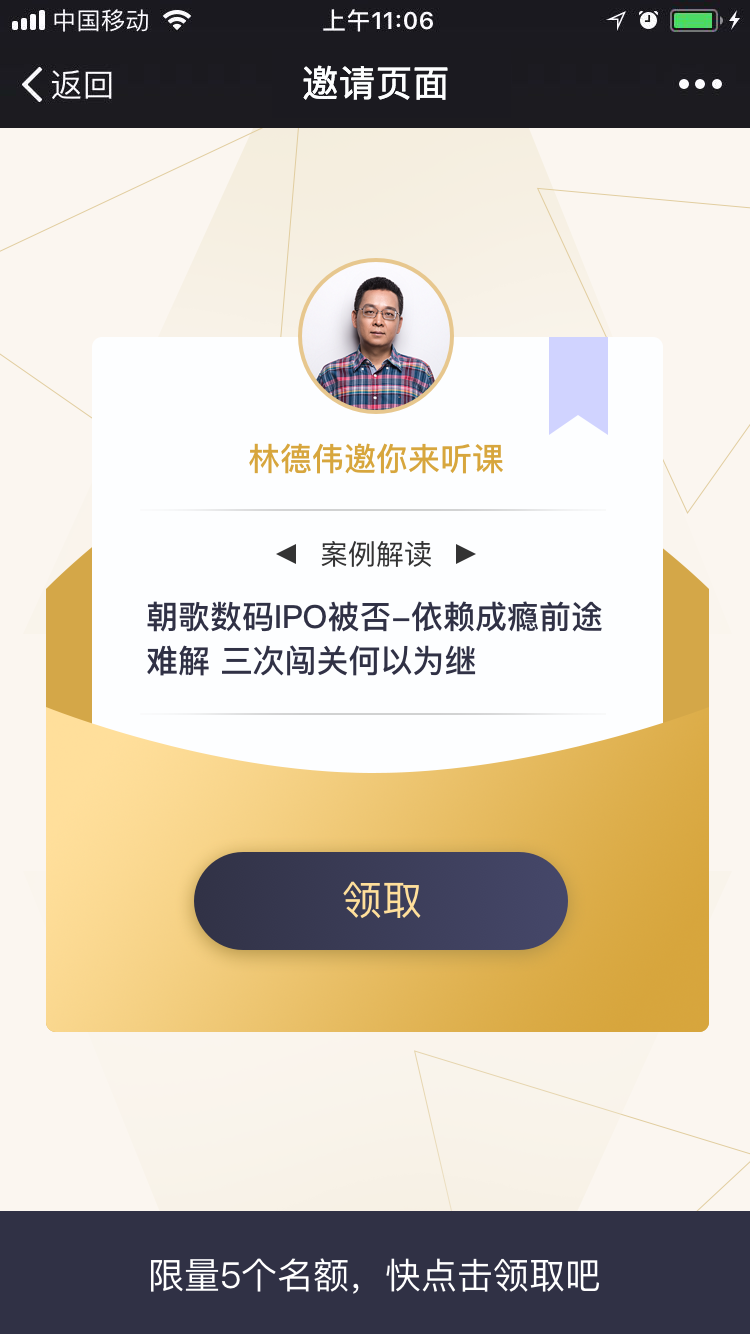 中国移动 上午11:06
返回 邀请页面
林德伟邀你来听课
案例解读
朝歌数码IPO被否-依赖成瘾前途
难解 三次闯关何以为继
领取
限量5个名额，快点击领取吧